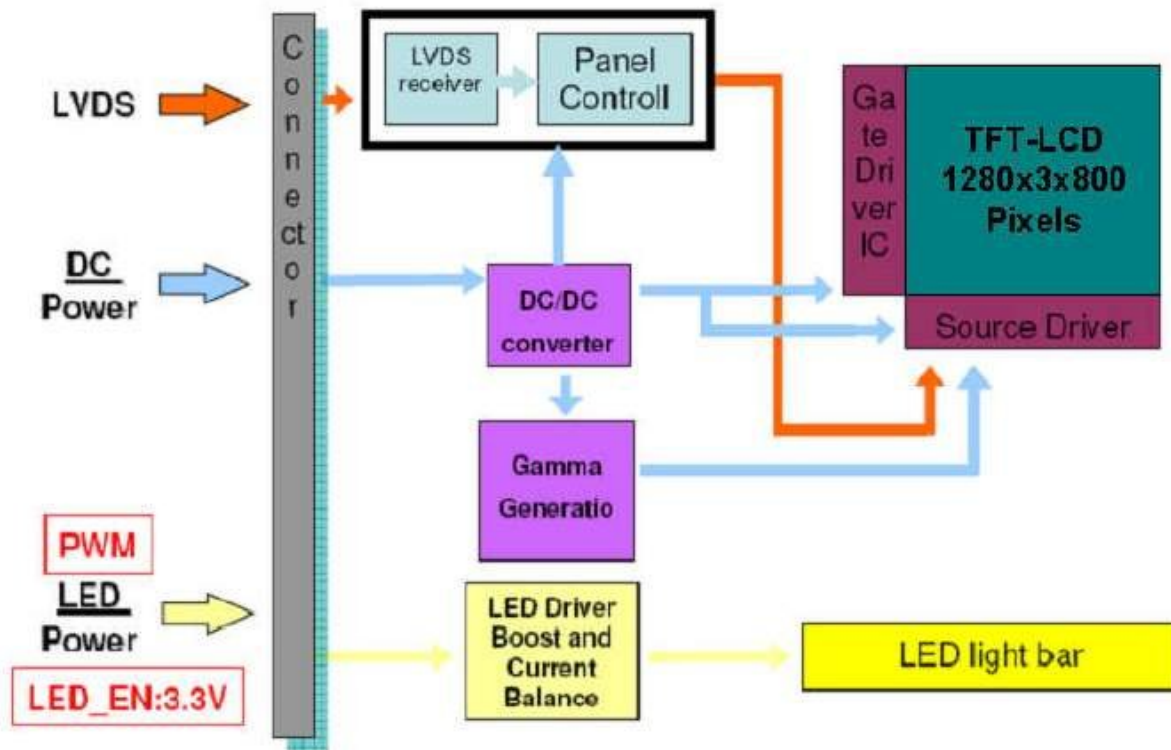 LVDS
DC
Power
PWM
LED
Power
LED_EN:3.3V
C
o
n
n
e
ct
o
r
LVDS
receiver
Panel
Controll
DC/DC
converter
Gamma
Generatio
LED Driver
Boost and
Current
Balance
Ga
te
Dri
ver
IC
TFT-LCD
1280x3x800
Pixels
Source Driver
LED light bar